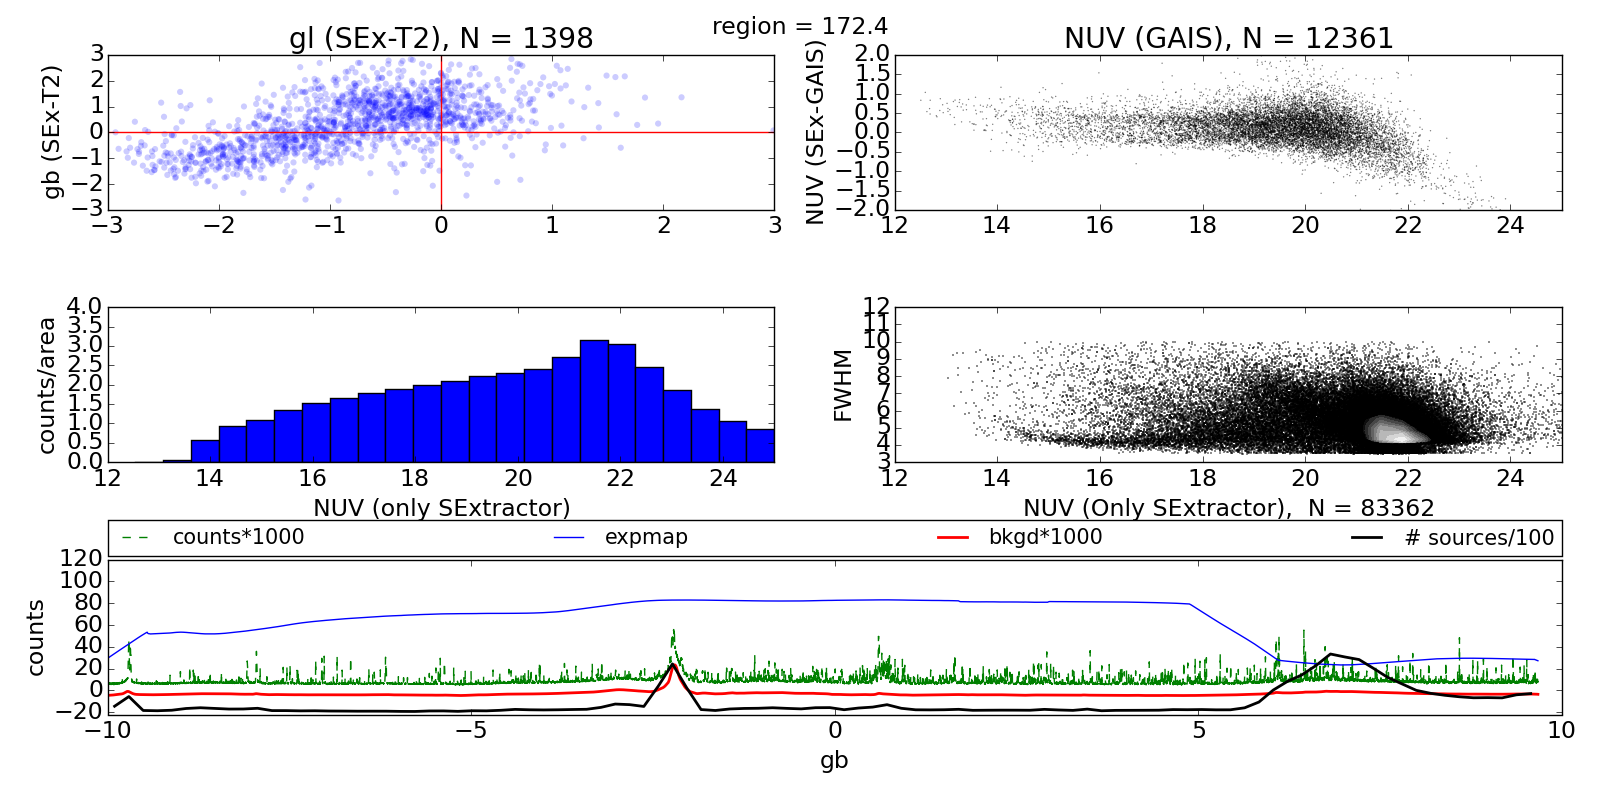 region = 172.4
gl (SEx-T2), N = 1398
NUV (GAIS), N = 12361
gb (SEx-T2)
3
2
1
0
−1
−2
−3
−3 −2 −1 0 1 2 3
NUV (SEx-GAIS)
2.0
1.5
1.0
0.5
0.0
−0.5
−1.0
−1.5
−2.0
12 14 16 18 20 22 24
counts/area
4.0
3.5
3.0
2.5
2.0
1.5
1.0
0.5
0.0
12 14 16 18 20 22 24
NUV (only SExtractor)
FWHM
12
11
10
9
8
7
6
5
4
3
12 14 16 18 20 22 24
NUV (Only SExtractor), N = 83362
counts*1000 expmap bkgd*1000 # sources/100
counts
120
100
80
60
40
20
0
−20
−10 −5 0 5 10
gb